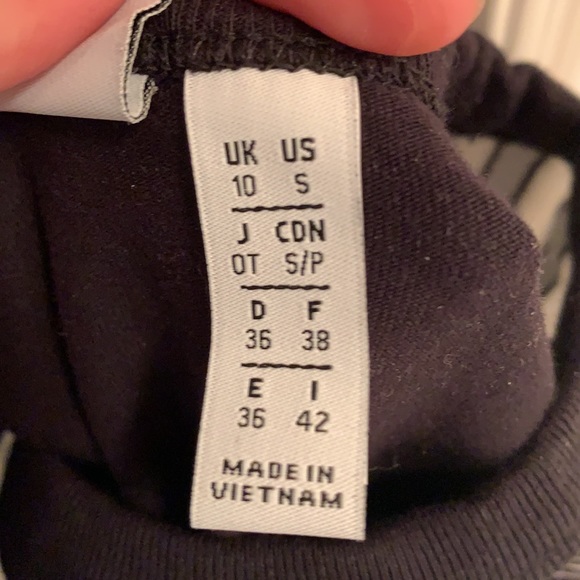 UK US
10 S
J CDN
OT S/P
D F
36 38
E I
36 42
MADE IN
VIETNAM